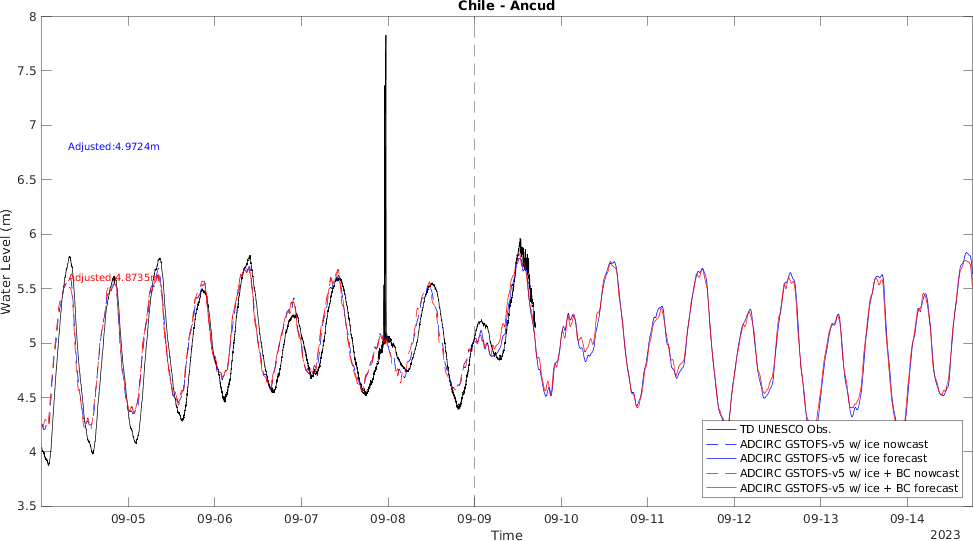 Chile - Ancud
8
7.5
7
6.5
6
5.5
5
4.5
4
3.5
Water Level (m)
Adjusted:4.9724m
Adjusted:4.8735m
TD UNESCO Obs.
ADCIRC GSTOFS-v5 w/ ice nowcast
ADCIRC GSTOFS-v5 w/ ice forecast
ADCIRC GSTOFS-v5 w/ ice + BC nowcast
ADCIRC GSTOFS-v5 w/ ice + BC forecast
09-05 09-06 09-07 09-08 09-09 09-10 09-11 09-12 09-13 09-14
Time
2023